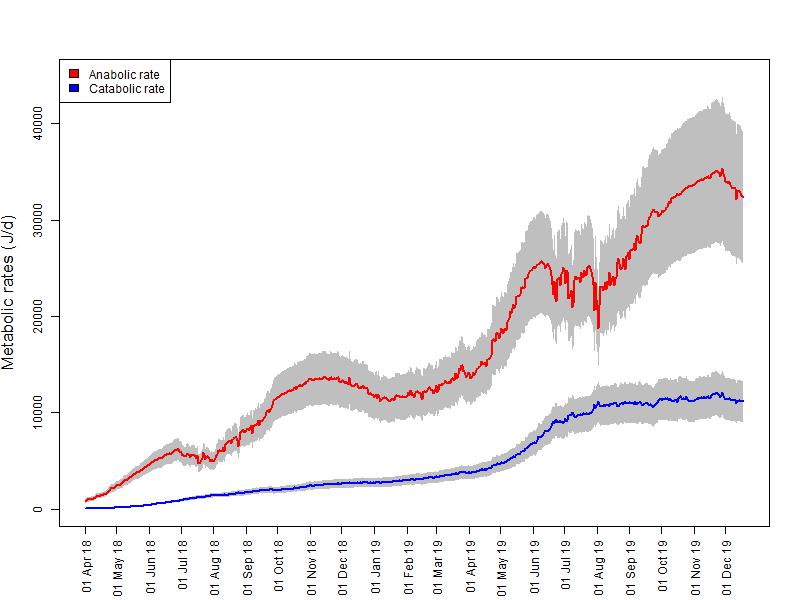 Anabolic rate
Catabolic rate
Metabolic rates (J/d)
40000
30000
20000
10000
0
01 Apr 18
01 May 18
01 Jun 18
01 Jul 18
01 Aug 18
01 Sep 18
01 Oct 18
01 Nov 18
01 Dec 18
01 Jan 19
01 Feb 19
01 Mar 19
01 Apr 19
01 May 19
01 Jun 19
01 Jul 19
01 Aug 19
01 Sep 19
01 Oct 19
01 Nov 19
01 Dec 19